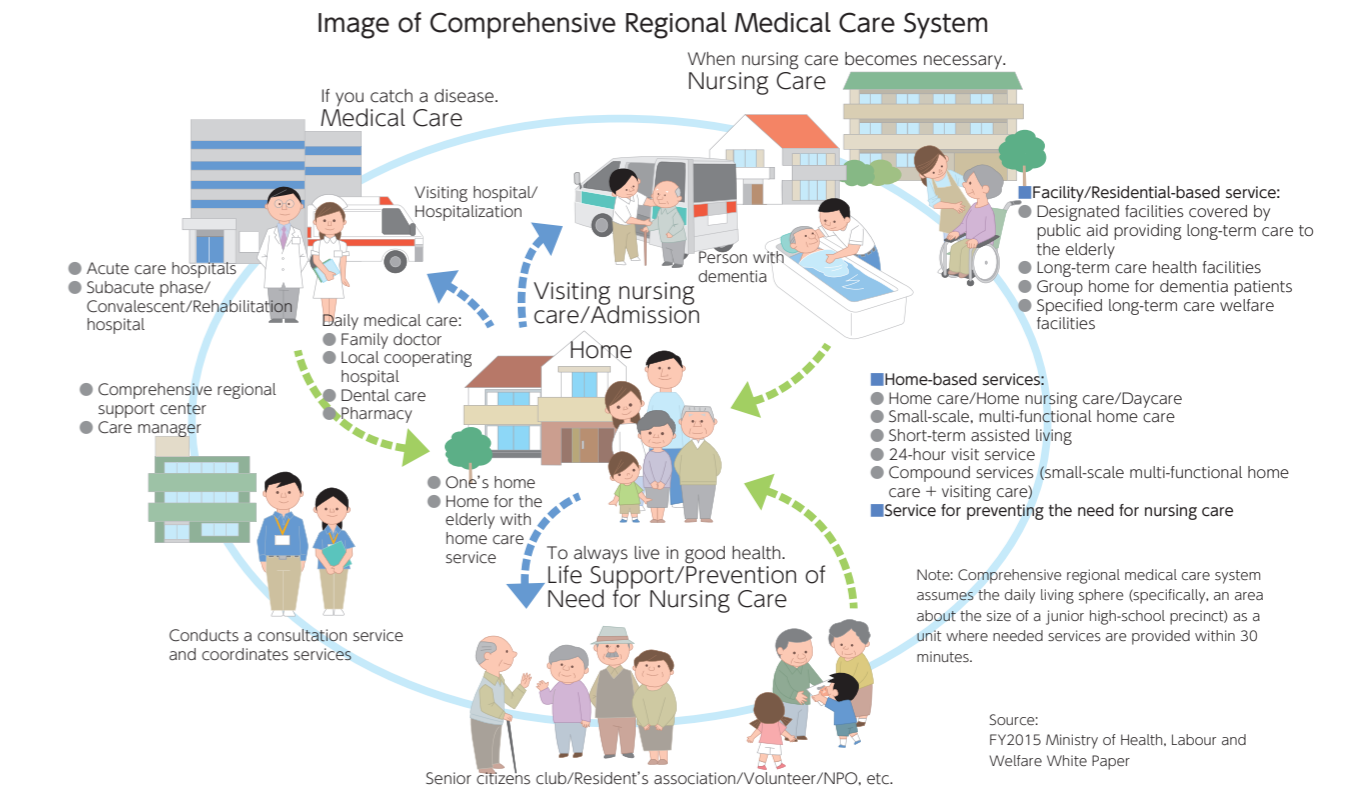 Image of Comprehensive Regional Medical Care System
When nursing care becomes necessary.
Nursing Care
If you catch a disease.
Medical Care
Visiting hospital/
Hospitalization
■Facility/Residential-based service:
● Designated facilities covered by
public aid providing long-term care to
the elderly
● Long-term care health facilities
● Group home for dementia patients
● Specified long-term care welfare
facilities
Person with
dementia
● Acute care hospitals
● Subacute phase/
Convalescent/Rehabilitation
hospital
Visiting nursing
care/Admission
Daily medical care:
● Family doctor
● Local cooperating
hospital
● Dental care
● Pharmacy
Home
● Comprehensive regional
support center
● Care manager
■Home-based services:
● Home care/Home nursing care/Daycare
● Small-scale, multi-functional home care
● Short-term assisted living
● 24-hour visit service
● Compound services (small-scale multi-functional home
care + visiting care)
■Service for preventing the need for nursing care
● One's home
● Home for the
elderly with
home care
service
To always live in good health.
Life Support/Prevention of
Need for Nursing Care
Note: Comprehensive regional medical care system
assumes the daily living sphere (specifically, an area
about the size of a junior high-school precinct) as a
unit where needed services are provided within 30
minutes.
Conducts a consultation service
and coordinates services
Source:
FY2015 Ministry of Health, Labour and
Welfare White Paper
Senior citizens club/Resident's association/Volunteer/NPO, etc.